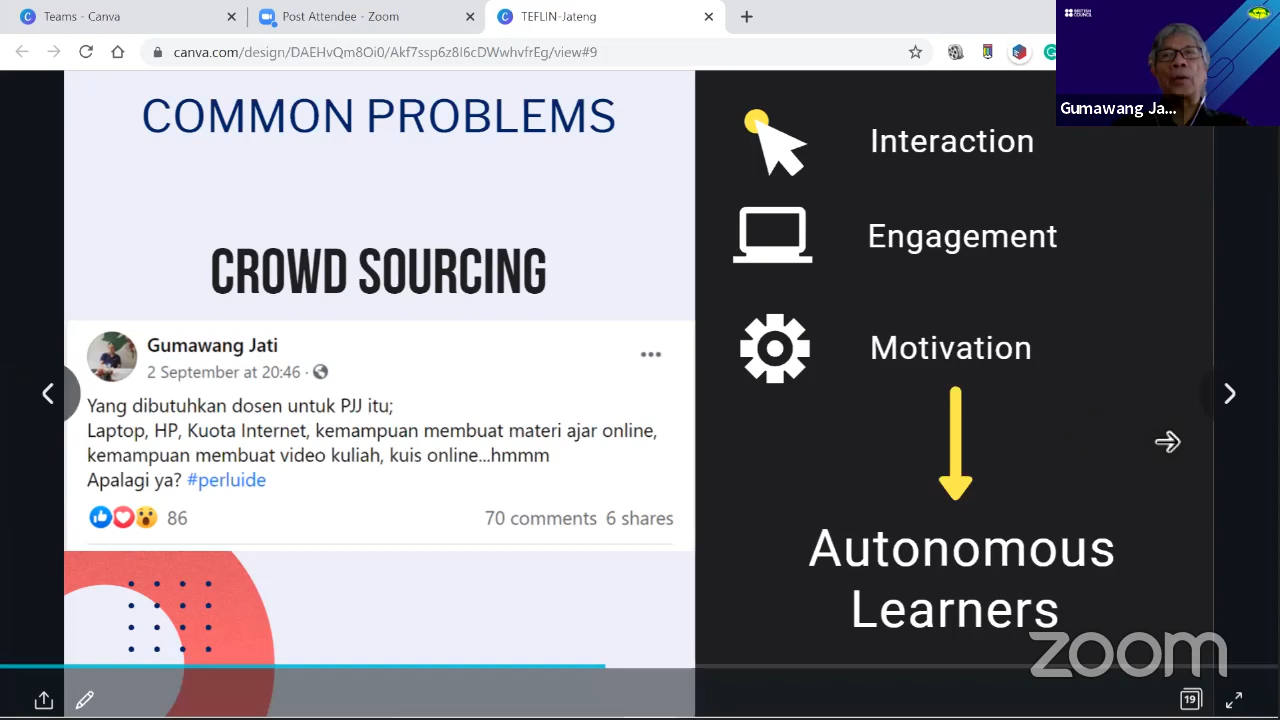 Teams - Canva
Post Attendee - Zoom
TEFLIN-Jateng
canva.com/design/DAEHvQm8Oi0/Akf7ssp6z8l6cDWwhvfrEg/view#9
BRITISH COUNCIL
Gumawang Ja...
COMMON PROBLEMS
CROWD SOURCING
Gumawang Jati
2 September at 20:46 ·
Yang dibutuhkan dosen untuk PJJ itu;
Laptop, HP, Kuota Internet, kemampuan membuat materi ajar online,
kemampuan membuat video kuliah, kuis online...hmmm
Apalagi ya? #perluide
86
70 comments 6 shares
Interaction
Engagement
Motivation
Autonomous
Learners
zoom
19